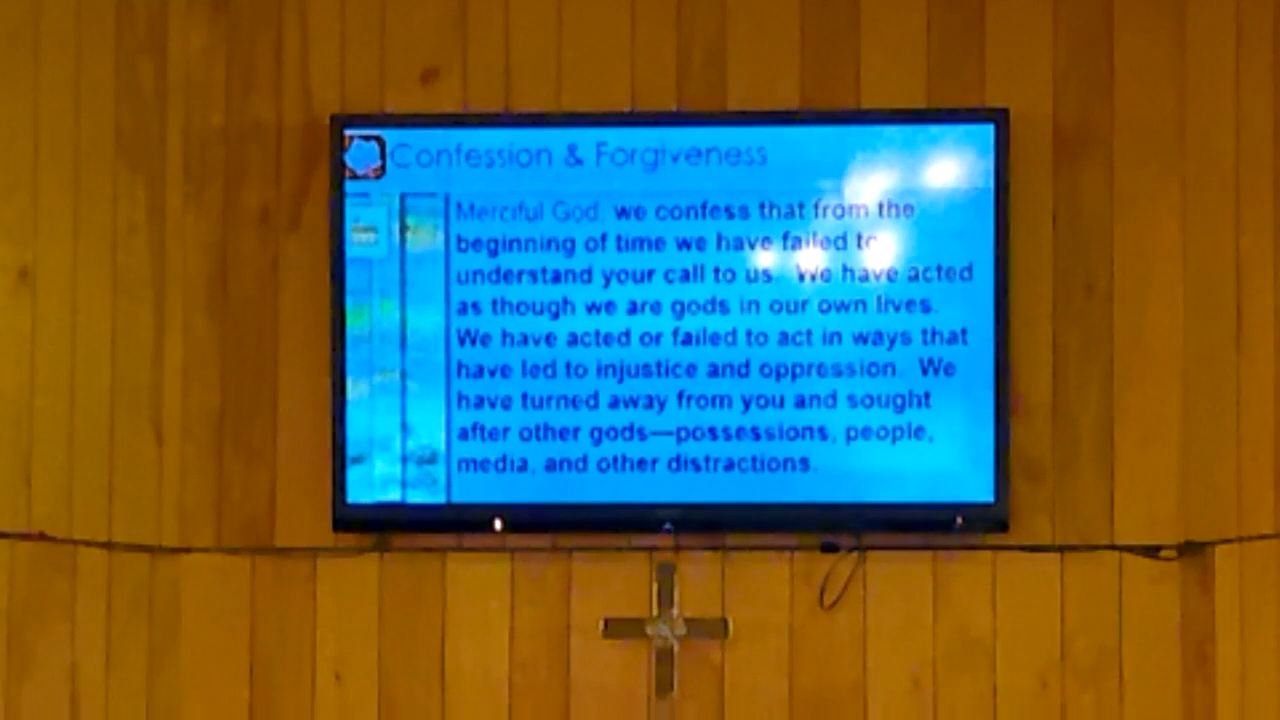 Confession & Forgiveness
Merciful God, we confess that from the
beginning of time we have failed to
understand your call to us. We have acted
as though we are gods in our own lives.
We have acted or failed to act in ways that
have led to injustice and oppression. We
have turned away from you and sought
after other gods—possessions, people,
media, and other distractions.